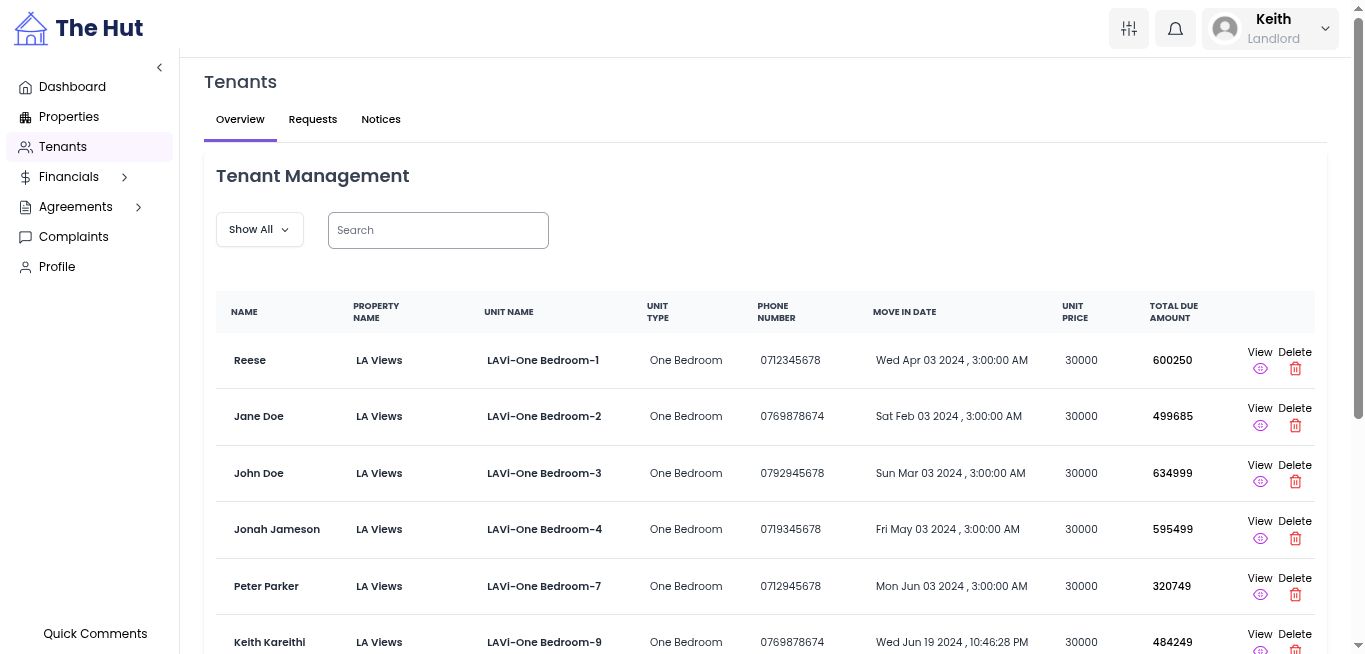 The Hut
Keith
Landlord
Dashboard
Properties
Tenants
Financials
Agreements
Complaints
Profile
Quick Comments
Tenants
Overview Requests Notices
Tenant Management
Show All Search
NAME PROPERTY NAME UNIT NAME UNIT TYPE PHONE NUMBER MOVE IN DATE UNIT PRICE TOTAL DUE AMOUNT
Reese LA Views LAVi-One Bedroom-1 One Bedroom 0712345678 Wed Apr 03 2024 , 3:00:00 AM 30000 600250 View Delete
Jane Doe LA Views LAVi-One Bedroom-2 One Bedroom 0769878674 Sat Feb 03 2024 , 3:00:00 AM 30000 499685 View Delete
John Doe LA Views LAVi-One Bedroom-3 One Bedroom 0792945678 Sun Mar 03 2024 , 3:00:00 AM 30000 634999 View Delete
Jonah Jameson LA Views LAVi-One Bedroom-4 One Bedroom 0719345678 Fri May 03 2024 , 3:00:00 AM 30000 595499 View Delete
Peter Parker LA Views LAVi-One Bedroom-7 One Bedroom 0712945678 Mon Jun 03 2024 , 3:00:00 AM 30000 320749 View Delete
Keith Kareithi LA Views LAVi-One Bedroom-9 One Bedroom 0769878674 Wed Jun 19 2024 , 10:46:28 PM 30000 484249 View Delete